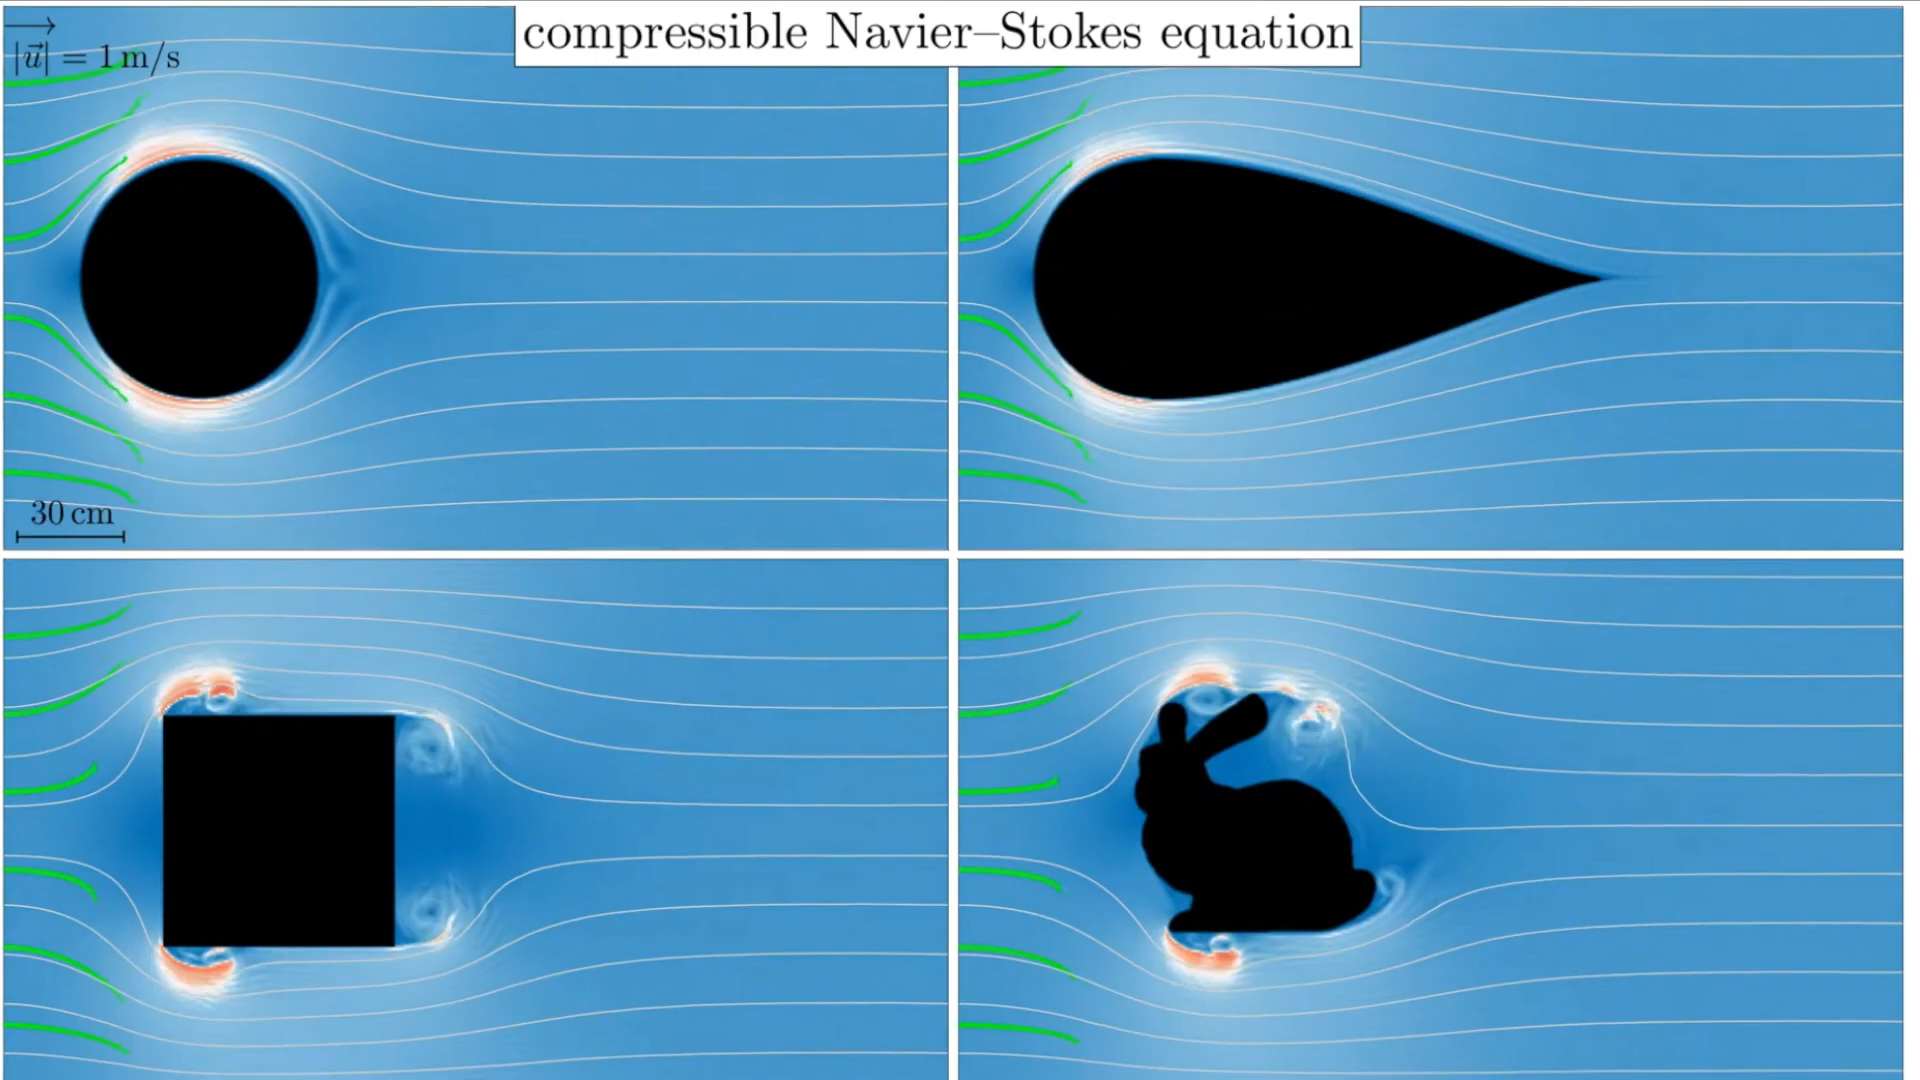 compressible Navier–Stokes equation
|u⃗| = 1 m/s
30 cm